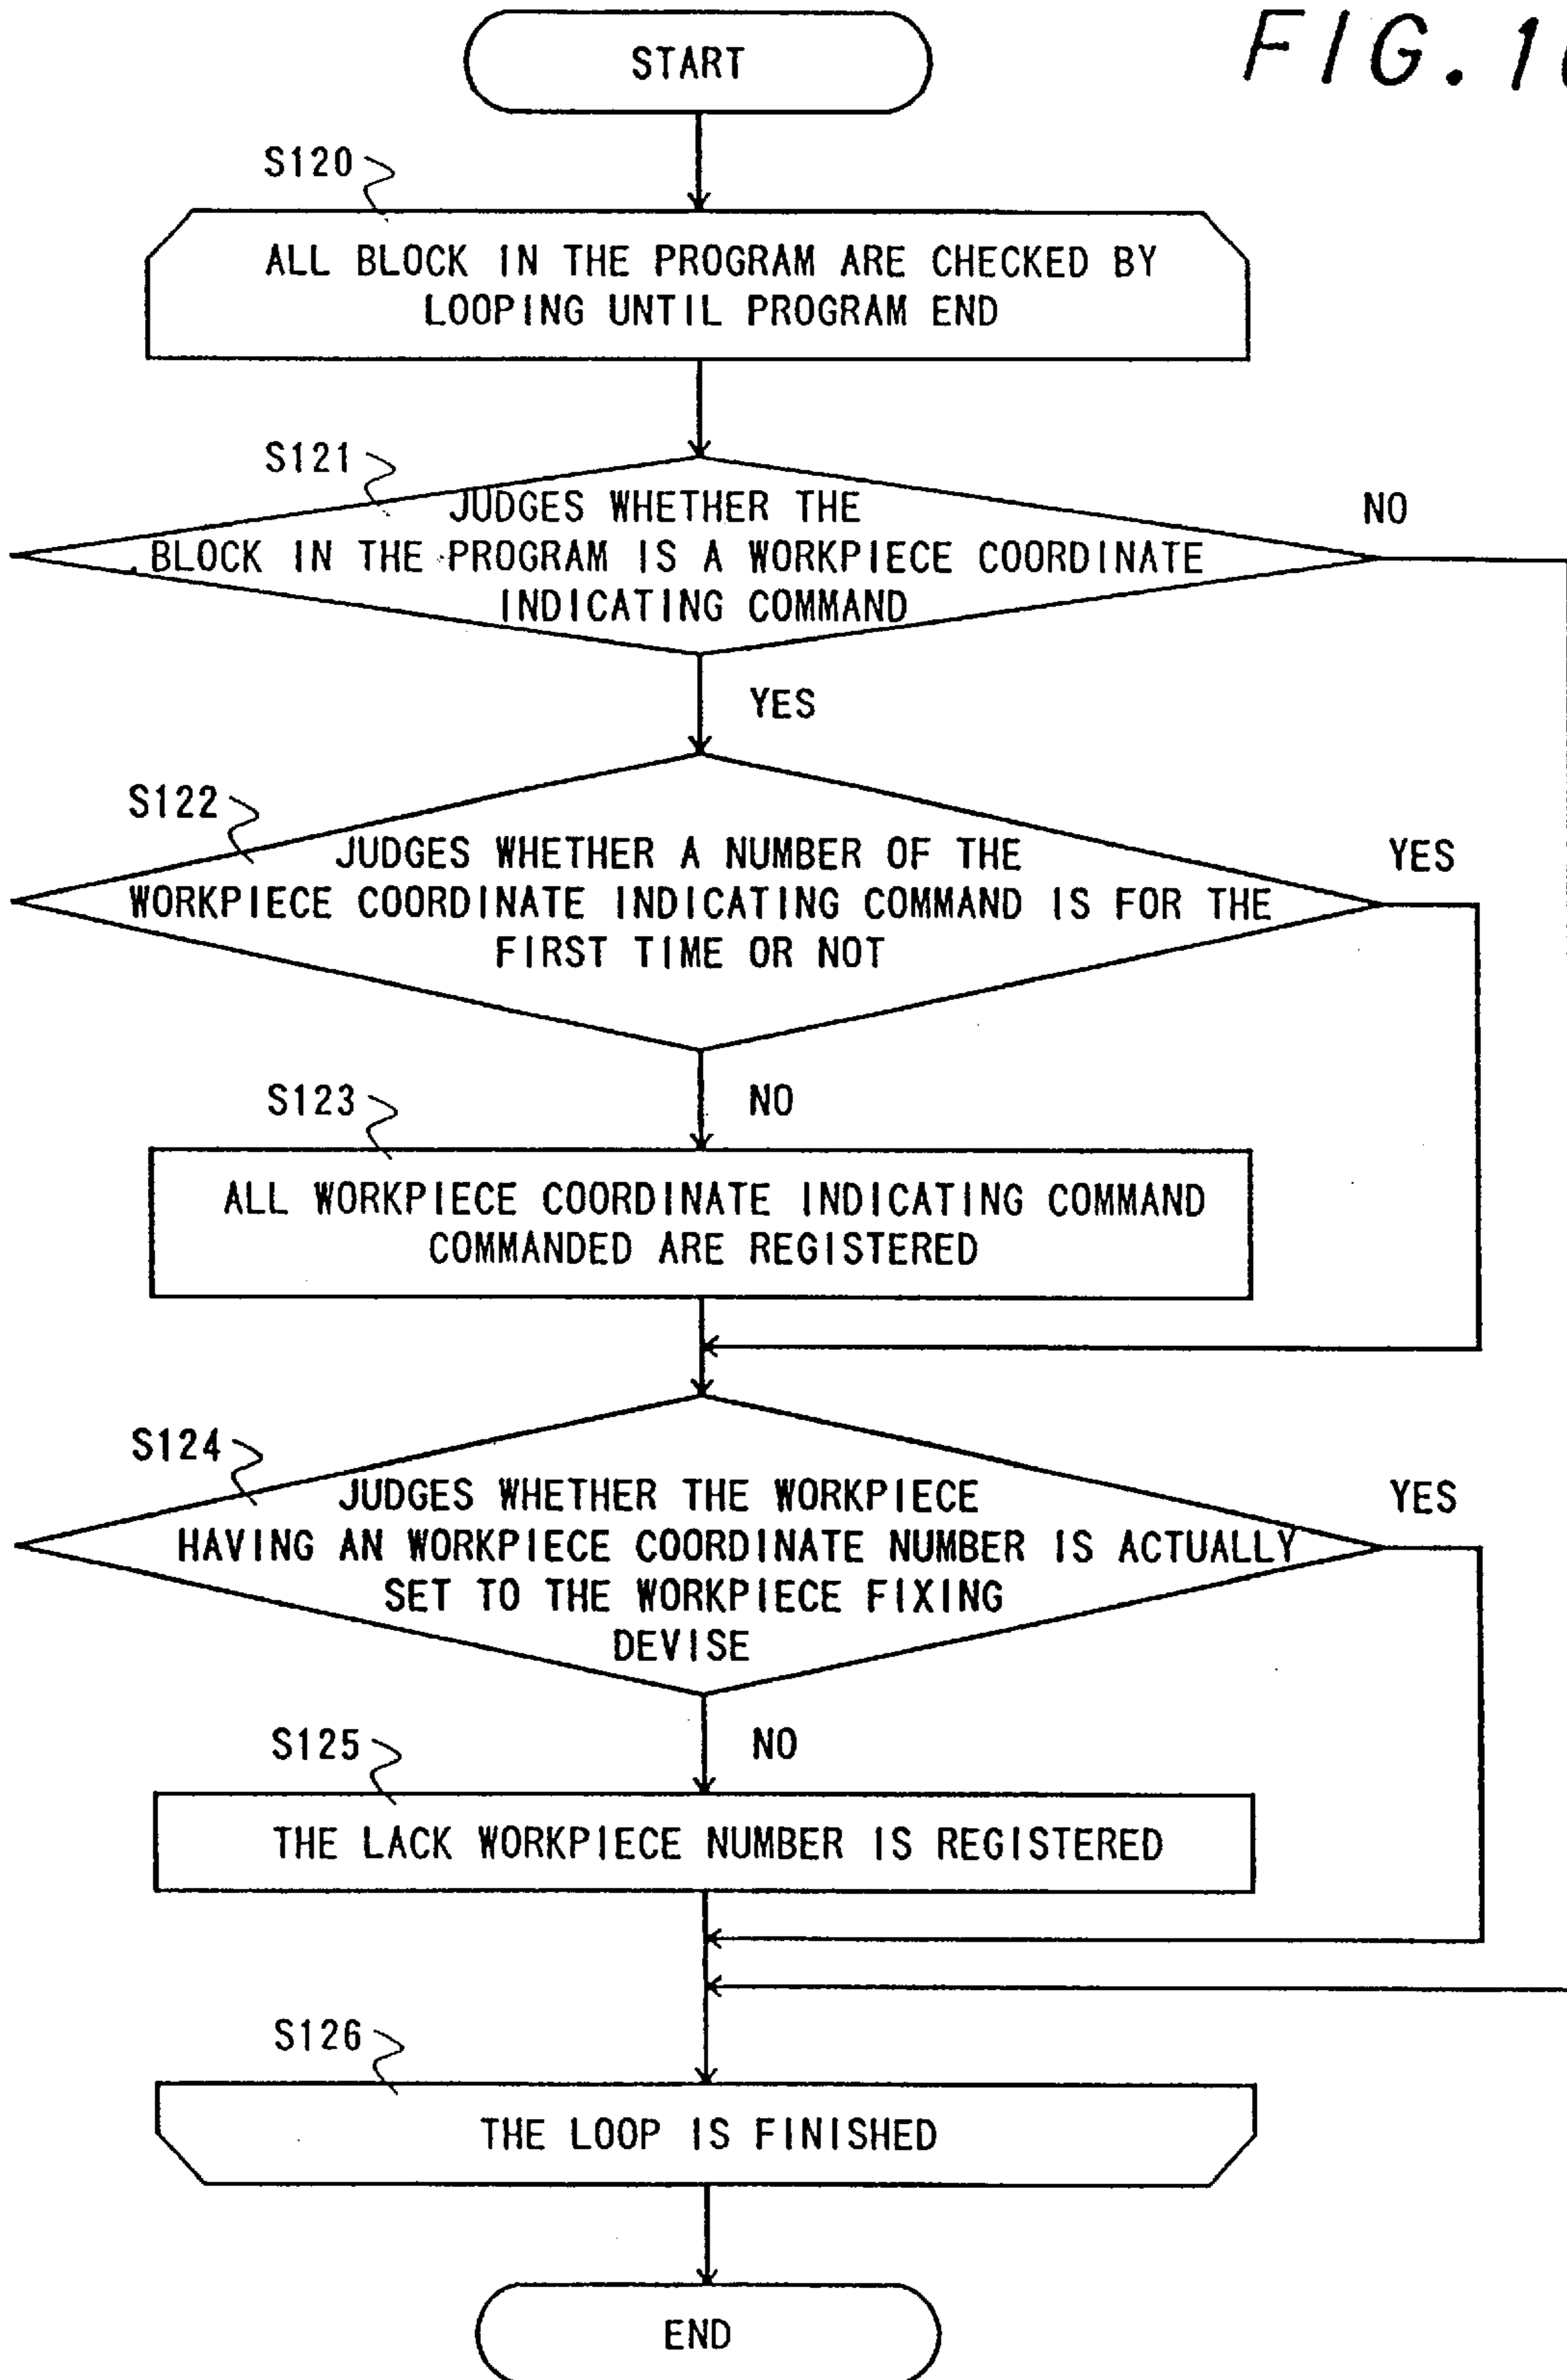 START
FIG. 10
S120
ALL BLOCK IN THE PROGRAM ARE CHECKED BY
LOOPING UNTIL PROGRAM END
S121
JUDGES WHETHER THE
BLOCK IN THE PROGRAM IS A WORKPIECE COORDINATE
INDICATING COMMAND
NO
YES
S122
JUDGES WHETHER A NUMBER OF THE
WORKPIECE COORDINATE INDICATING COMMAND IS FOR THE
FIRST TIME OR NOT
YES
NO
S123
ALL WORKPIECE COORDINATE INDICATING COMMAND
COMMANDED ARE REGISTERED
S124
JUDGES WHETHER THE WORKPIECE
HAVING AN WORKPIECE COORDINATE NUMBER IS ACTUALLY
SET TO THE WORKPIECE FIXING
DEVISE
YES
NO
S125
THE LACK WORKPIECE NUMBER IS REGISTERED
S126
THE LOOP IS FINISHED
END